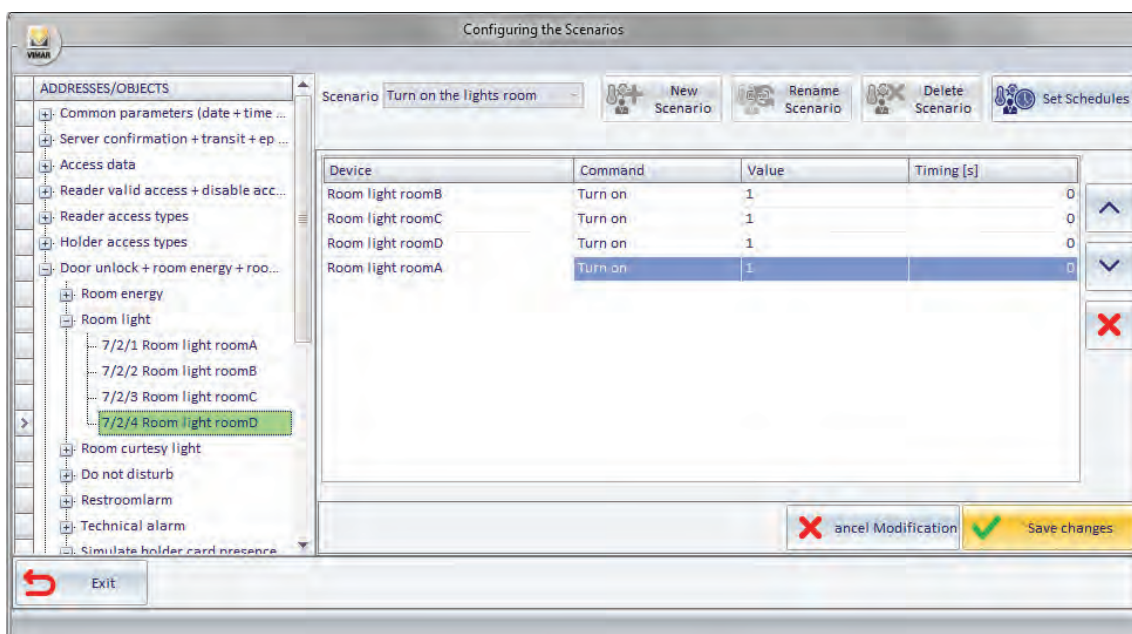 Configuring the Scenarios
VIMAR
ADDRESSES/OBJECTS
Common parameters (date + time ...
Server confirmation + transit + ep ...
Access data
Reader valid access + disable acc...
Reader access types
Holder access types
Door unlock + room energy + roo...
Room energy
Room light
7/2/1 Room light roomA
7/2/2 Room light roomB
7/2/3 Room light roomC
7/2/4 Room light roomD
Room curtesy light
Do not disturb
Restroomlarm
Technical alarm
Simulate holder card presence
Scenario Turn on the lights room
New Scenario
Rename Scenario
Delete Scenario
Set Schedules
Device Command Value Timing [s]
Room light roomB Turn on 1 0
Room light roomC Turn on 1 0
Room light roomD Turn on 1 0
Room light roomA Turn on 1 0
ancel Modification
Save changes
Exit